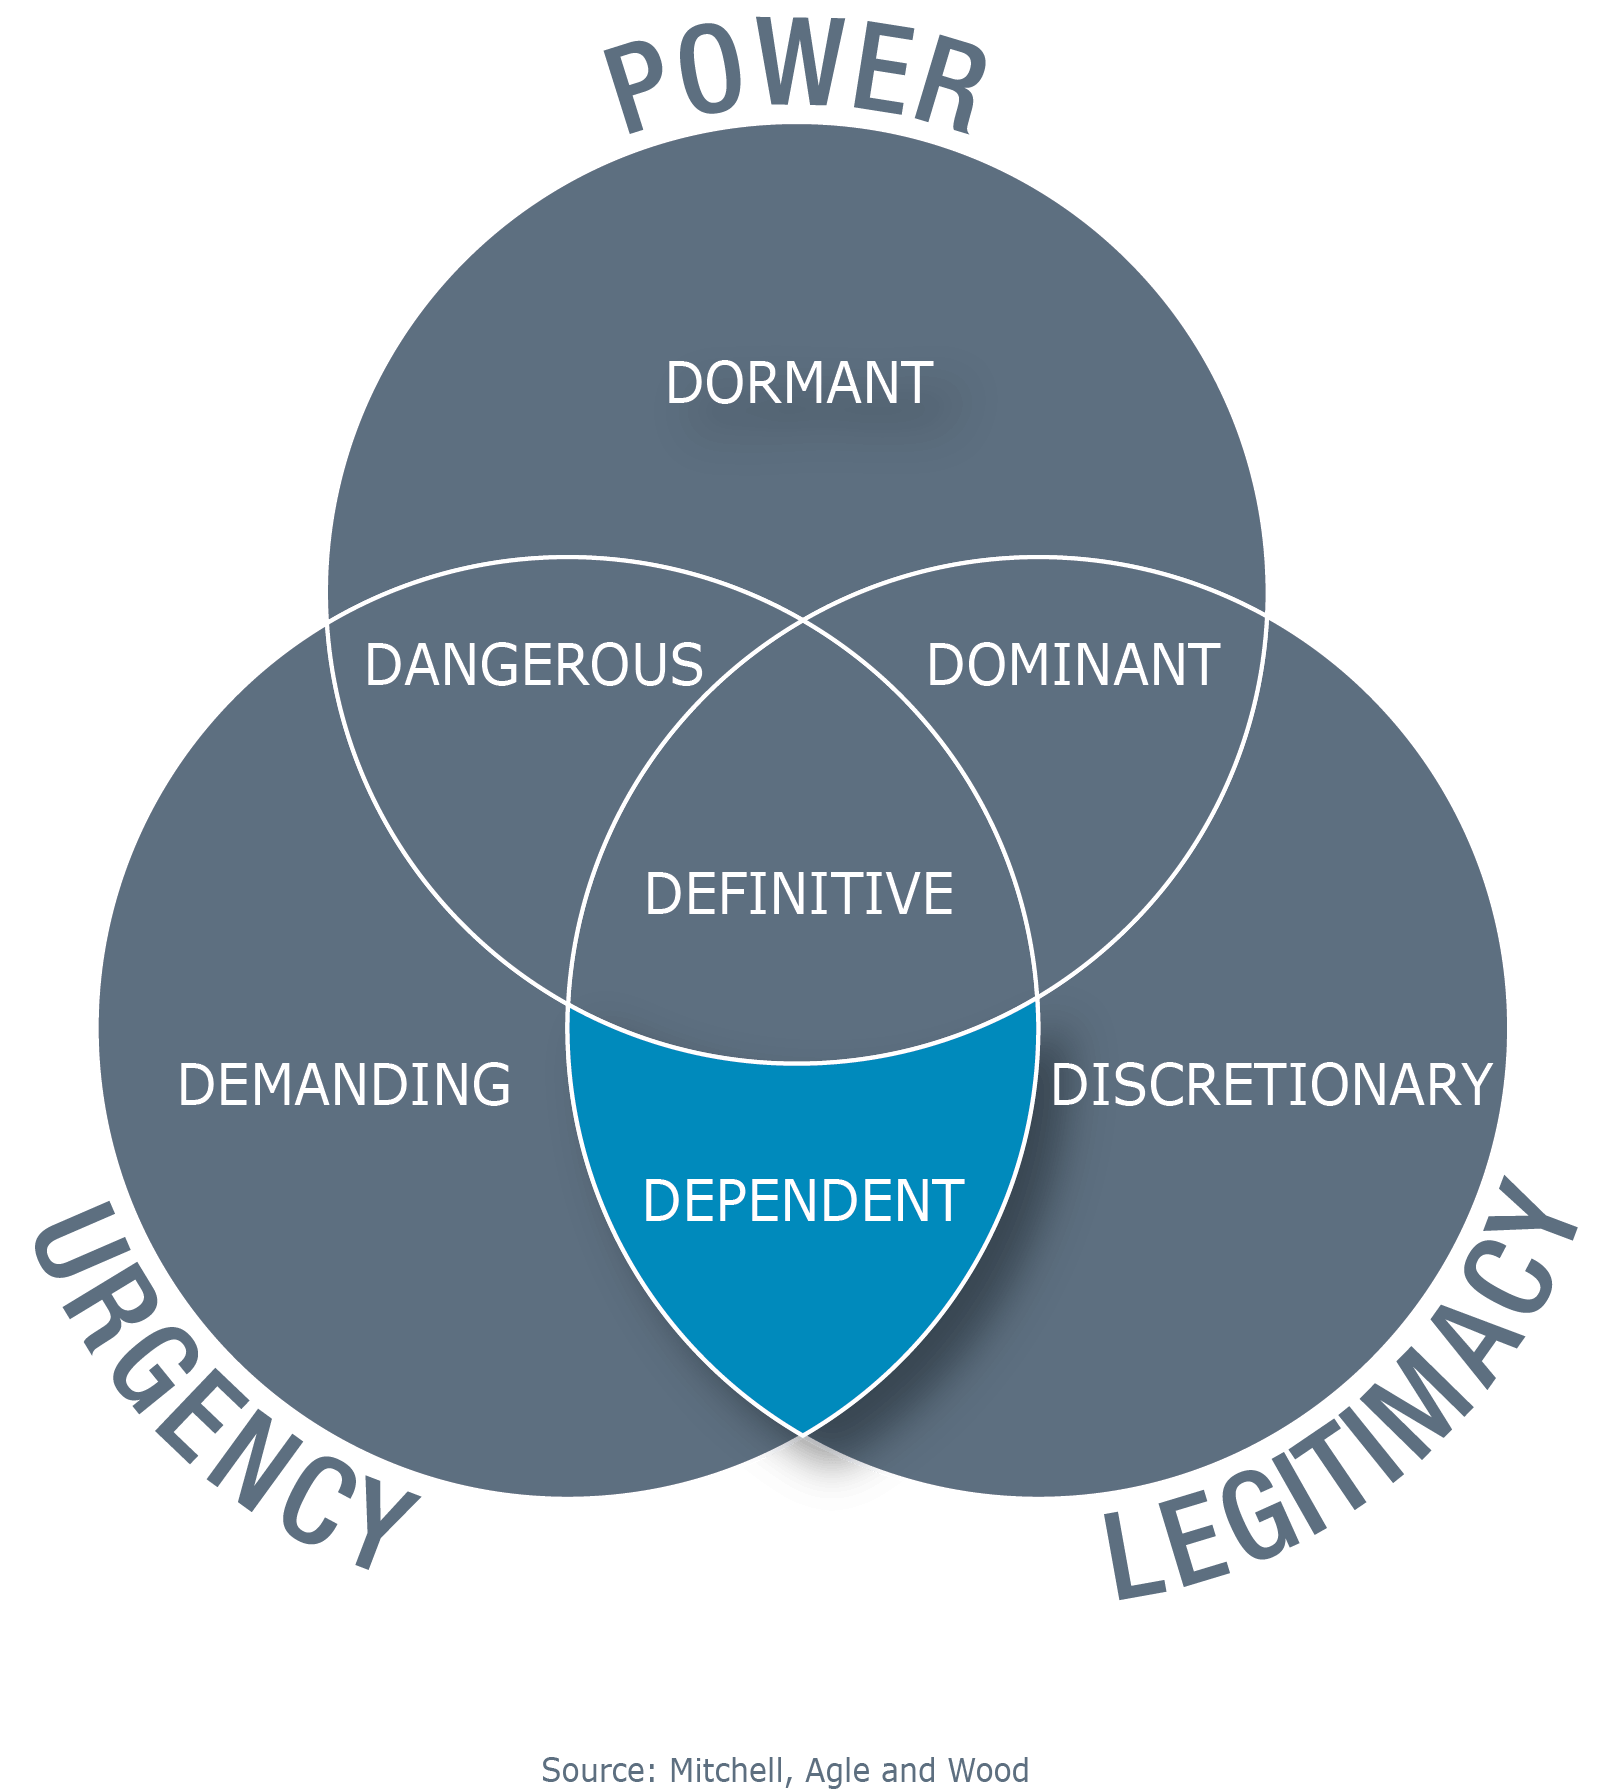 POWER
DORMANT
DANGEROUS
DOMINANT
DEFINITIVE
DEMANDING
DISCRETIONARY
DEPENDENT
URGENCY
LEGITIMACY
Source: Mitchell, Agle and Wood